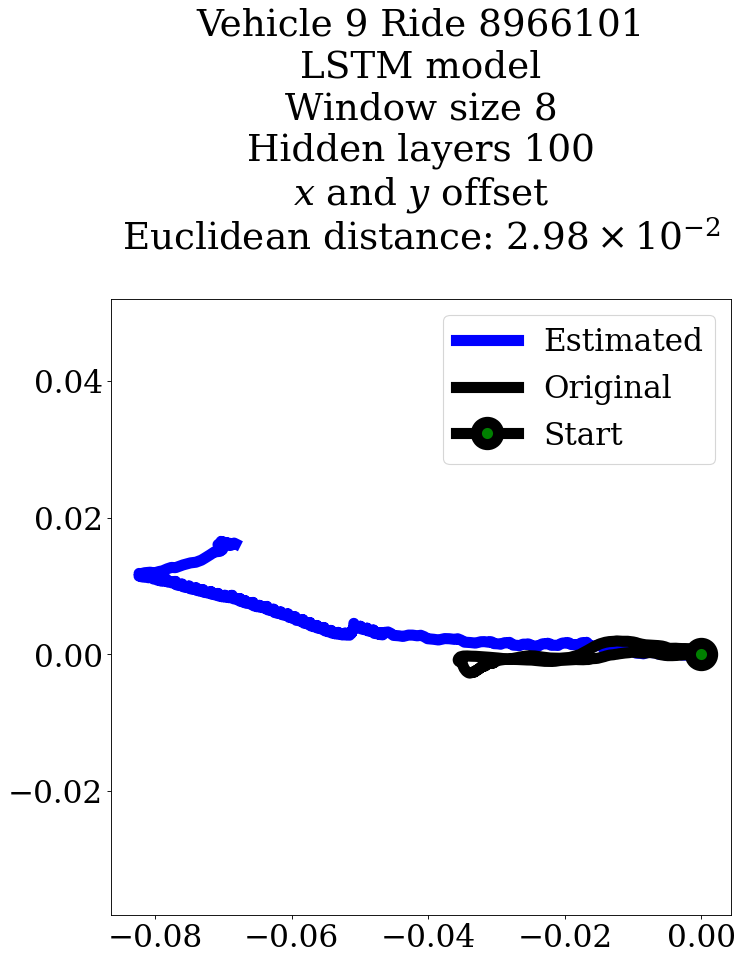 Vehicle 9 Ride 8966101
LSTM model
Window size 8
Hidden layers 100
x and y offset
Euclidean distance: 2.98 × 10⁻²
Estimated
Original
Start
0.04
0.02
0.00
−0.02
−0.08 −0.06 −0.04 −0.02 0.00